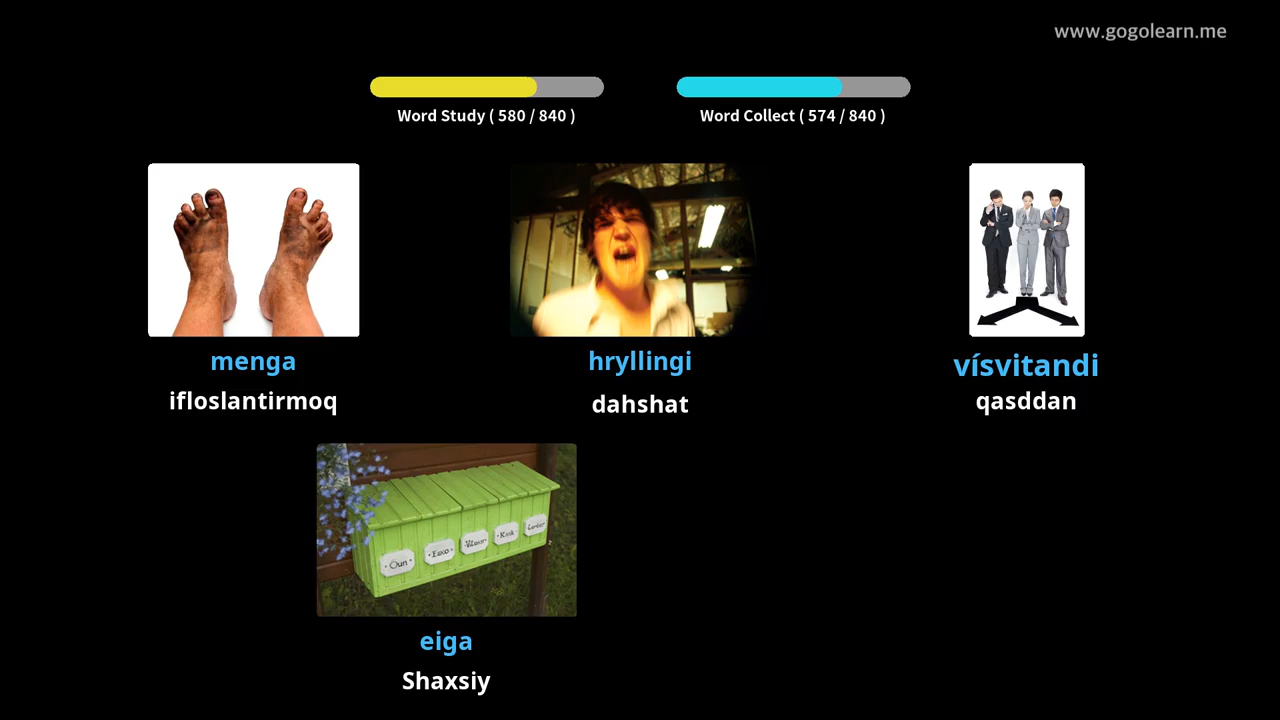 www.gogolearn.me
Word Study ( 580 / 840 )
Word Collect ( 574 / 840 )
menga
hryllingi
vísvitandi
ifloslantirmoq
dahshat
qasddan
Oun
eiga
Shaxsiy